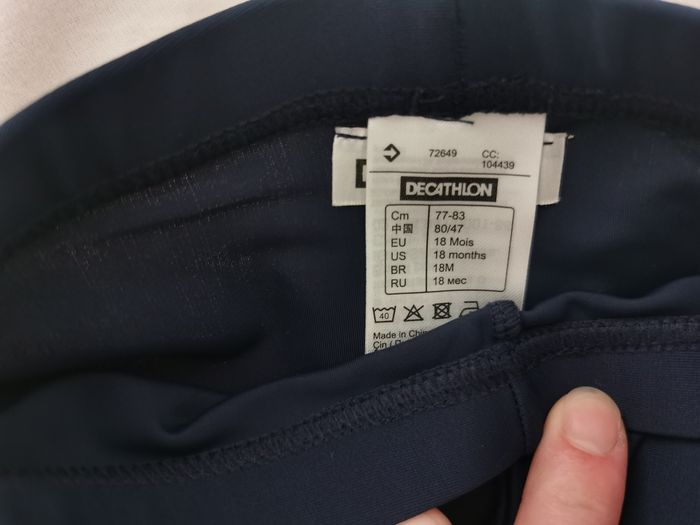 72649 CC:
104439
DECATHLON
Cm 77-83
中国 80/47
EU 18 Mois
US 18 months
BR 18M
RU 18 мес
40
Made in Chin